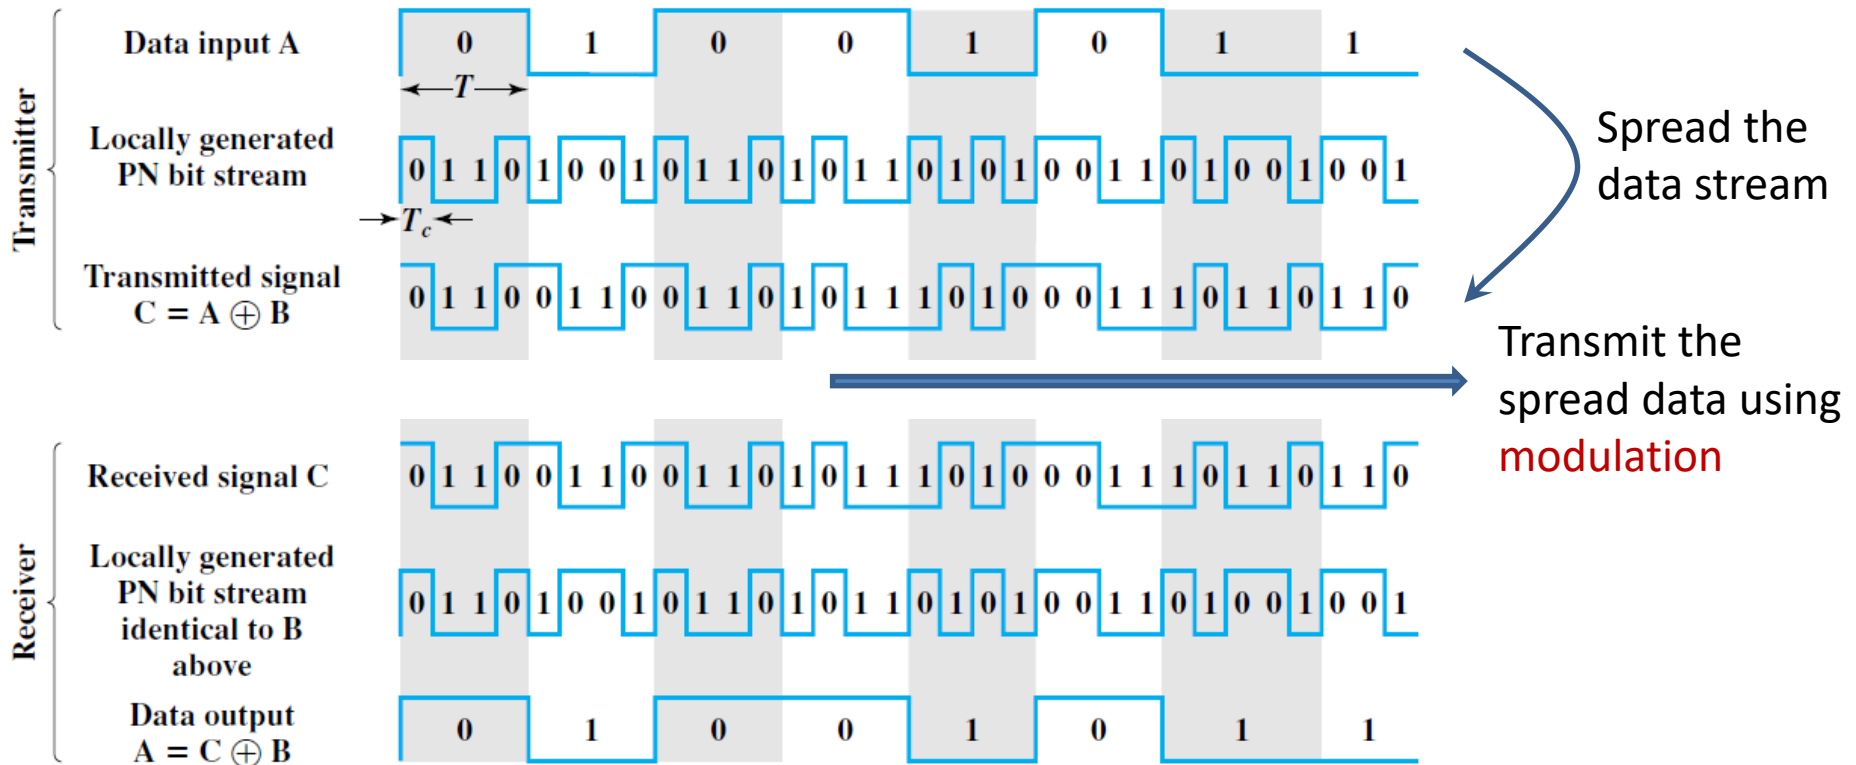 Transmitter
Data input A
0 1 0 0 1 0 1 1
T
Locally generated
PN bit stream
0 1 1 0 1 0 0 1 0 1 1 0 1 0 1 1 0 1 0 1 0 0 1 1 0 1 0 0 1 0 0 1
Tc
Transmitted signal
C = A ⊕ B
0 1 1 0 0 1 1 0 0 1 1 0 1 0 1 1 1 0 1 0 0 0 1 1 1 0 1 1 0 1 1 0
Spread the
data stream
Transmit the
spread data using
modulation
Receiver
Received signal C
0 1 1 0 0 1 1 0 0 1 1 0 1 0 1 1 1 0 1 0 0 0 1 1 1 0 1 1 0 1 1 0
Locally generated
PN bit stream
identical to B
above
0 1 1 0 1 0 0 1 0 1 1 0 1 0 1 1 0 1 0 1 0 0 1 1 0 1 0 0 1 0 0 1
Data output
A = C ⊕ B
0 1 0 0 1 0 1 1